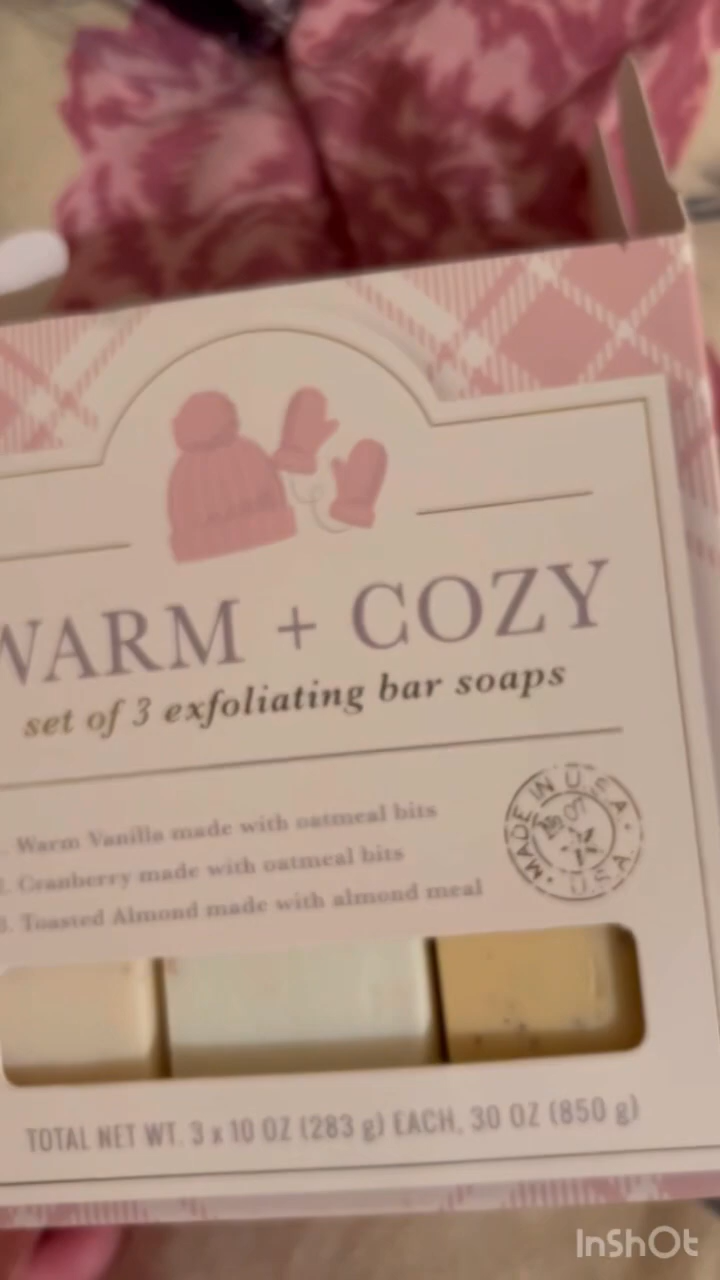 WARM + COZY
set of 3 exfoliating bar soaps
MADE IN U.S.A.
U.S.A.
. Warm Vanilla made with oatmeal bits
2. Cranberry made with oatmeal bits
3. Toasted Almond made with almond meal
TOTAL NET WT. 3 x 10 OZ (283 g) EACH, 30 OZ (850 g)
InShOt